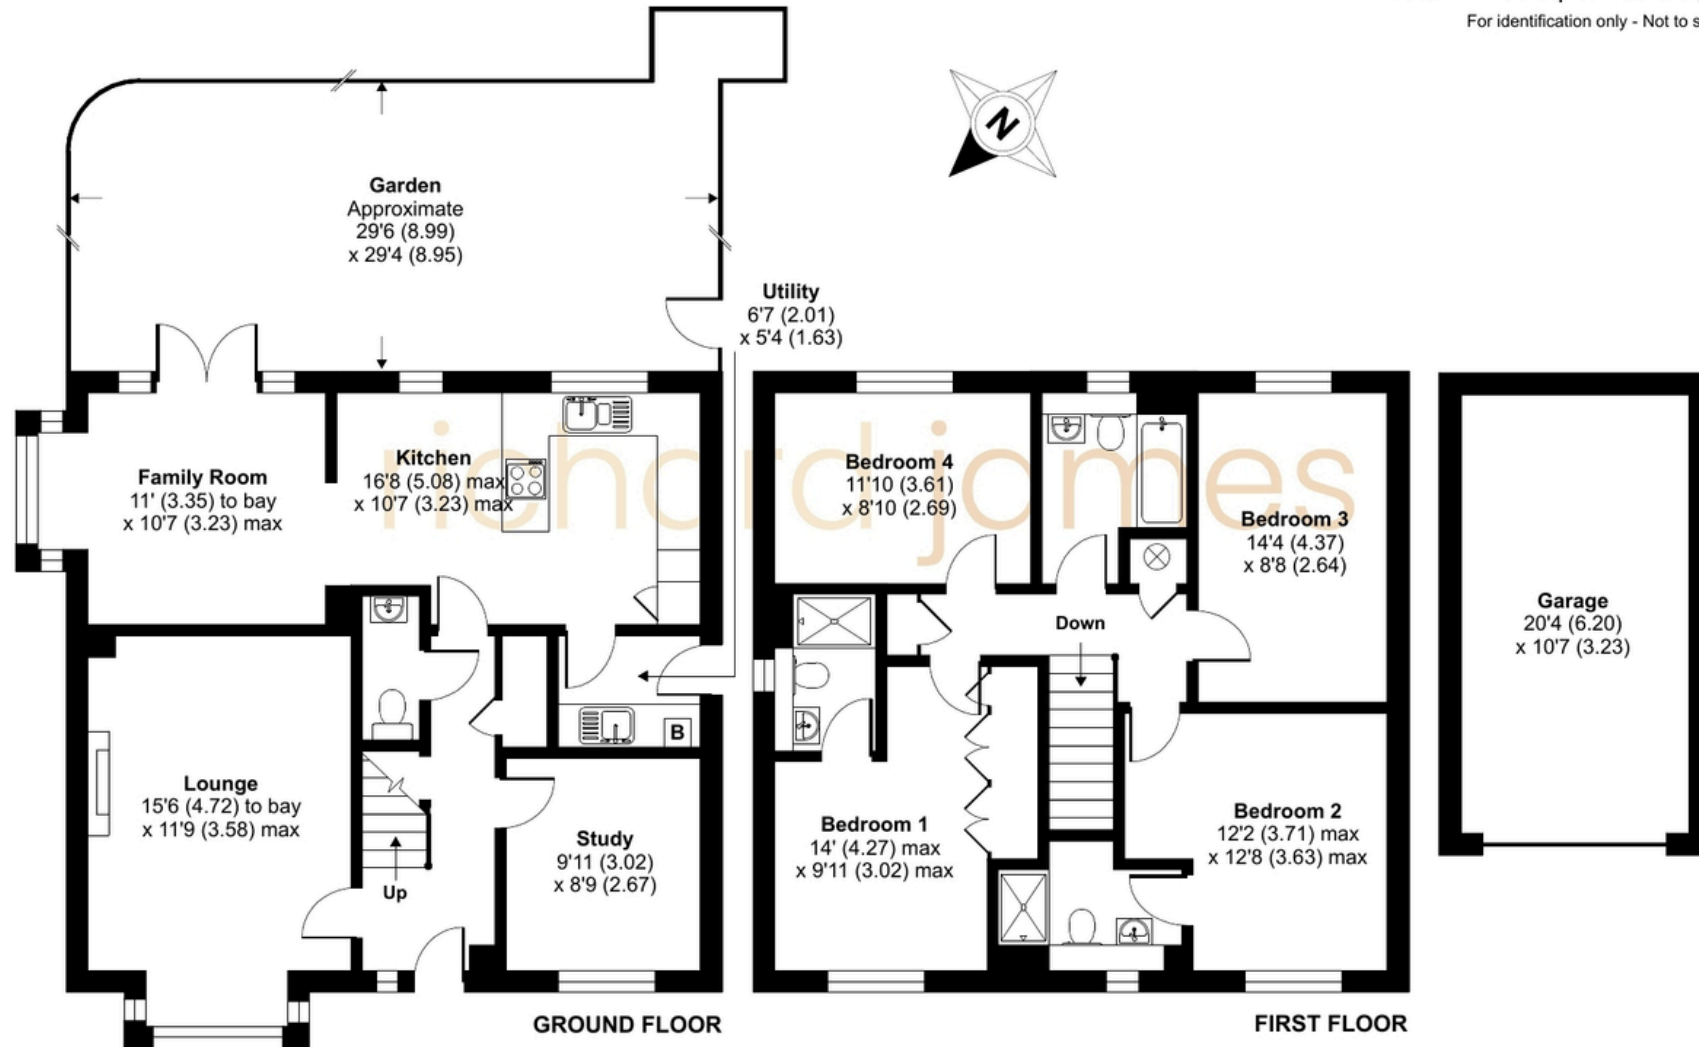 For identification only - Not to s
N
Garden
Approximate
29'6 (8.99)
x 29'4 (8.95)
Utility
6'7 (2.01)
x 5'4 (1.63)
Family Room
11' (3.35) to bay
x 10'7 (3.23) max
Kitchen
16'8 (5.08) max
x 10'7 (3.23) max
richard james
Bedroom 4
11'10 (3.61)
x 8'10 (2.69)
Bedroom 3
14'4 (4.37)
x 8'8 (2.64)
Garage
20'4 (6.20)
x 10'7 (3.23)
Down
B
Lounge
15'6 (4.72) to bay
x 11'9 (3.58) max
Up
Study
9'11 (3.02)
x 8'9 (2.67)
Bedroom 1
14' (4.27) max
x 9'11 (3.02) max
Bedroom 2
12'2 (3.71) max
x 12'8 (3.63) max
GROUND FLOOR
FIRST FLOOR